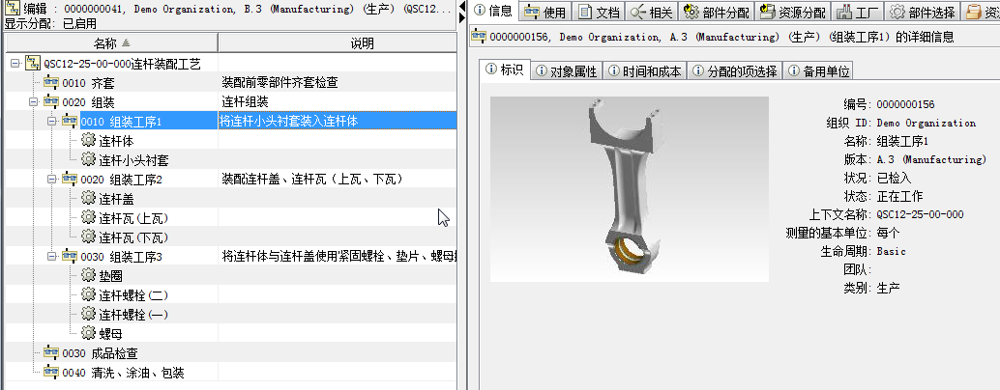 编辑 : 0000000041, Demo Organization, B.3 (Manufacturing) (生产) (QSC12...
显示分配: 已启用
名称 说明
QSC12-25-00-000连杆装配工艺
0010 齐套 装配前零部件齐套检查
0020 组装 连杆组装
0010 组装工序1 将连杆小头衬套装入连杆体
连杆体
连杆小头衬套
0020 组装工序2 装配连杆盖、连杆瓦（上瓦、下瓦）
连杆盖
连杆瓦(上瓦)
连杆瓦(下瓦)
0030 组装工序3 将连杆体与连杆盖使用紧固螺栓、垫片、螺母
垫圈
连杆螺栓(二)
连杆螺栓(一)
螺母
0030 成品检查
0040 清洗、涂油、包装
信息 使用 文档 相关 部件分配 资源分配 工厂 部件选择
0000000156, Demo Organization, A.3 (Manufacturing) (生产) (组装工序1) 的详细信息
标识 对象属性 时间和成本 分配的项选择 备用单位
编号: 0000000156
组织 ID: Demo Organization
名称: 组装工序1
版本: A.3 (Manufacturing)
状况: 已检入
状态: 正在工作
上下文名称: QSC12-25-00-000
测量的基本单位: 每个
生命周期: Basic
团队:
类别: 生产